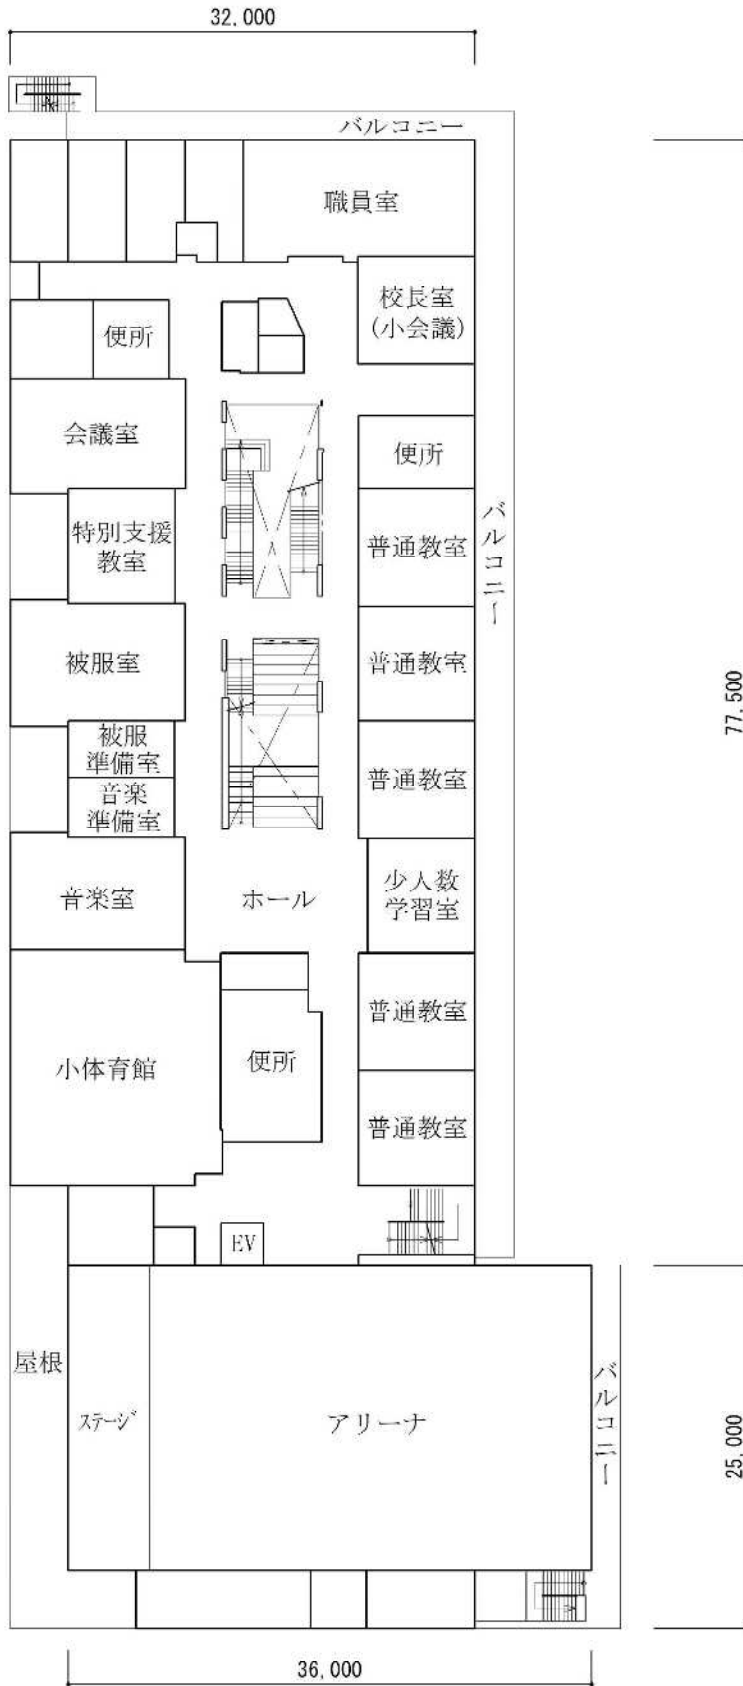 32,000
バルコニー
職員室
校長室
(小会議)
便所
会議室
便所
特別支援
教室
普通教室
バルコニー
被服室
普通教室
77,500
被服
準備室
音楽
準備室
普通教室
音楽室
ホール
少人数
学習室
小体育館
便所
普通教室
普通教室
EV
屋根
ステージ
アリーナ
バルコニー
25,000
36,000